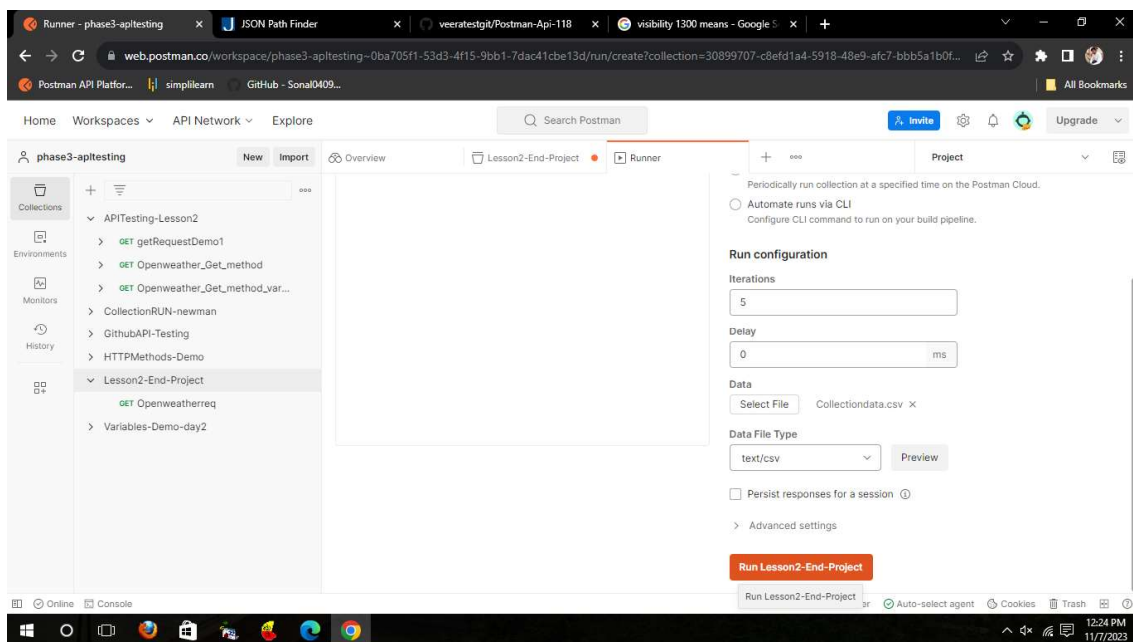 Runner - phase3-apltesting
JSON Path Finder
veeratestgit/Postman-Api-118
visibility 1300 means - Google S
web.postman.co/workspace/phase3-apltesting~0ba705f1-53d3-4f15-9bb1-7dac41cbe13d/run/create?collection=30899707-c8efd1a4-5918-48e9-afc7-bbb5a1b0f...
Postman API Platfor...
simplilearn
GitHub - Sonal0409...
All Bookmarks
Home
Workspaces
API Network
Explore
Search Postman
Invite
Upgrade
phase3-apltesting
New
Import
Overview
Lesson2-End-Project
Runner
Project
Collections
Environments
Monitors
History
APITesting-Lesson2
GET getRequestDemo1
GET Openweather_Get_method
GET Openweather_Get_method_var...
CollectionRUN-newman
GithubAPI-Testing
HTTPMethods-Demo
Lesson2-End-Project
GET Openweatherreq
Variables-Demo-day2
Periodically run collection at a specified time on the Postman Cloud.
Automate runs via CLI
Configure CLI command to run on your build pipeline.
Run configuration
Iterations
5
Delay
0 ms
Data
Select File Collectiondata.csv
Data File Type
text/csv
Preview
Persist responses for a session
Advanced settings
Run Lesson2-End-Project
Run Lesson2-End-Project
Online
Console
Auto-select agent
Cookies
Trash
12:24 PM
11/7/2023